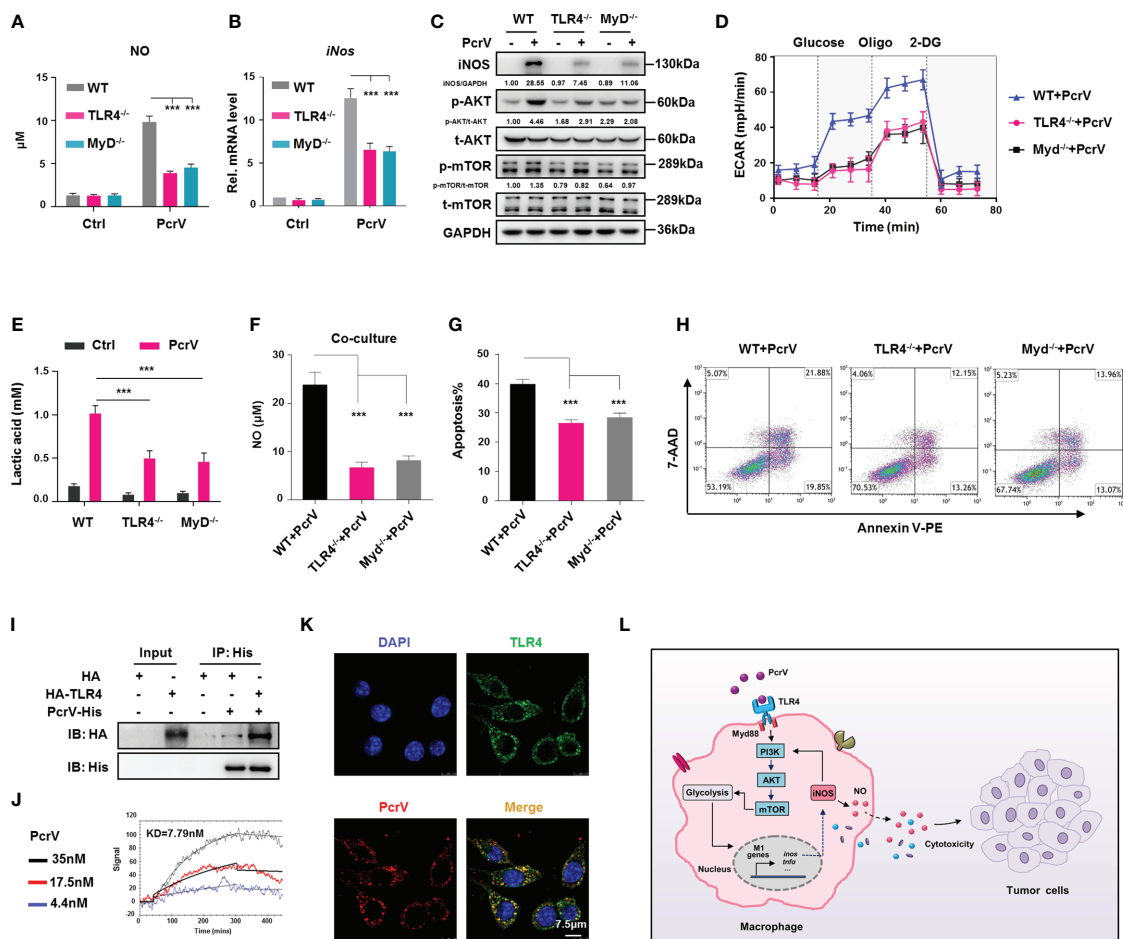 A
NO
15
10
5
0
µM
WT
TLR4-/-
MyD-/-
*** ***
Ctrl PcrV
B
iNos
15
10
5
0
Rel. mRNA level
WT
TLR4-/-
MyD-/-
*** ***
Ctrl PcrV
C
WT TLR4-/- MyD-/-
PcrV - + - + - +
iNOS 130kDa
iNOS/GAPDH 1.00 28.55 0.97 7.45 0.89 11.06
p-AKT 60kDa
p-AKT/t-AKT 1.00 4.46 1.68 2.91 2.29 2.08
t-AKT 60kDa
p-mTOR 289kDa
p-mTOR/t-mTOR 1.00 1.35 0.79 0.82 0.64 0.97
t-mTOR 289kDa
GAPDH 36kDa
D
Glucose Oligo 2-DG
80
60
40
20
0
ECAR (mpH/min)
0 20 40 60 80
Time (min)
WT+PcrV
TLR4-/-+PcrV
Myd-/-+PcrV
E
Ctrl PcrV
1.5
1.0
0.5
0.0
Lactic acid (mM)
***
***
WT TLR4-/- MyD-/-
F
Co-culture
30
20
10
0
NO (µM)
*** ***
WT+PcrV
TLR4-/-+PcrV
Myd-/-+PcrV
G
50
40
30
20
10
0
Apoptosis%
*** ***
WT+PcrV
TLR4-/-+PcrV
Myd-/-+PcrV
H
WT+PcrV TLR4-/-+PcrV Myd-/-+PcrV
5.07% 21.88%
53.19% 19.85%
4.06% 12.15%
70.53% 13.26%
5.23% 13.96%
67.74% 13.07%
7-AAD
Annexin V-PE
I
Input IP: His
HA + - + + -
HA-TLR4 - + - - +
PcrV-His - - - + +
IB: HA
IB: His
J
PcrV
35nM
17.5nM
4.4nM
KD=7.79nM
120
100
80
60
40
20
0
-20
Signal
0 100 200 300 400
Time (mins)
K
DAPI TLR4
PcrV Merge
7.5µm
L
PcrV
TLR4
Myd88
PI3K
AKT
mTOR
Glycolysis
iNOS
NO
M1
genes
inos
tnfa
...
Nucleus
Cytotoxicity
Macrophage
Tumor cells